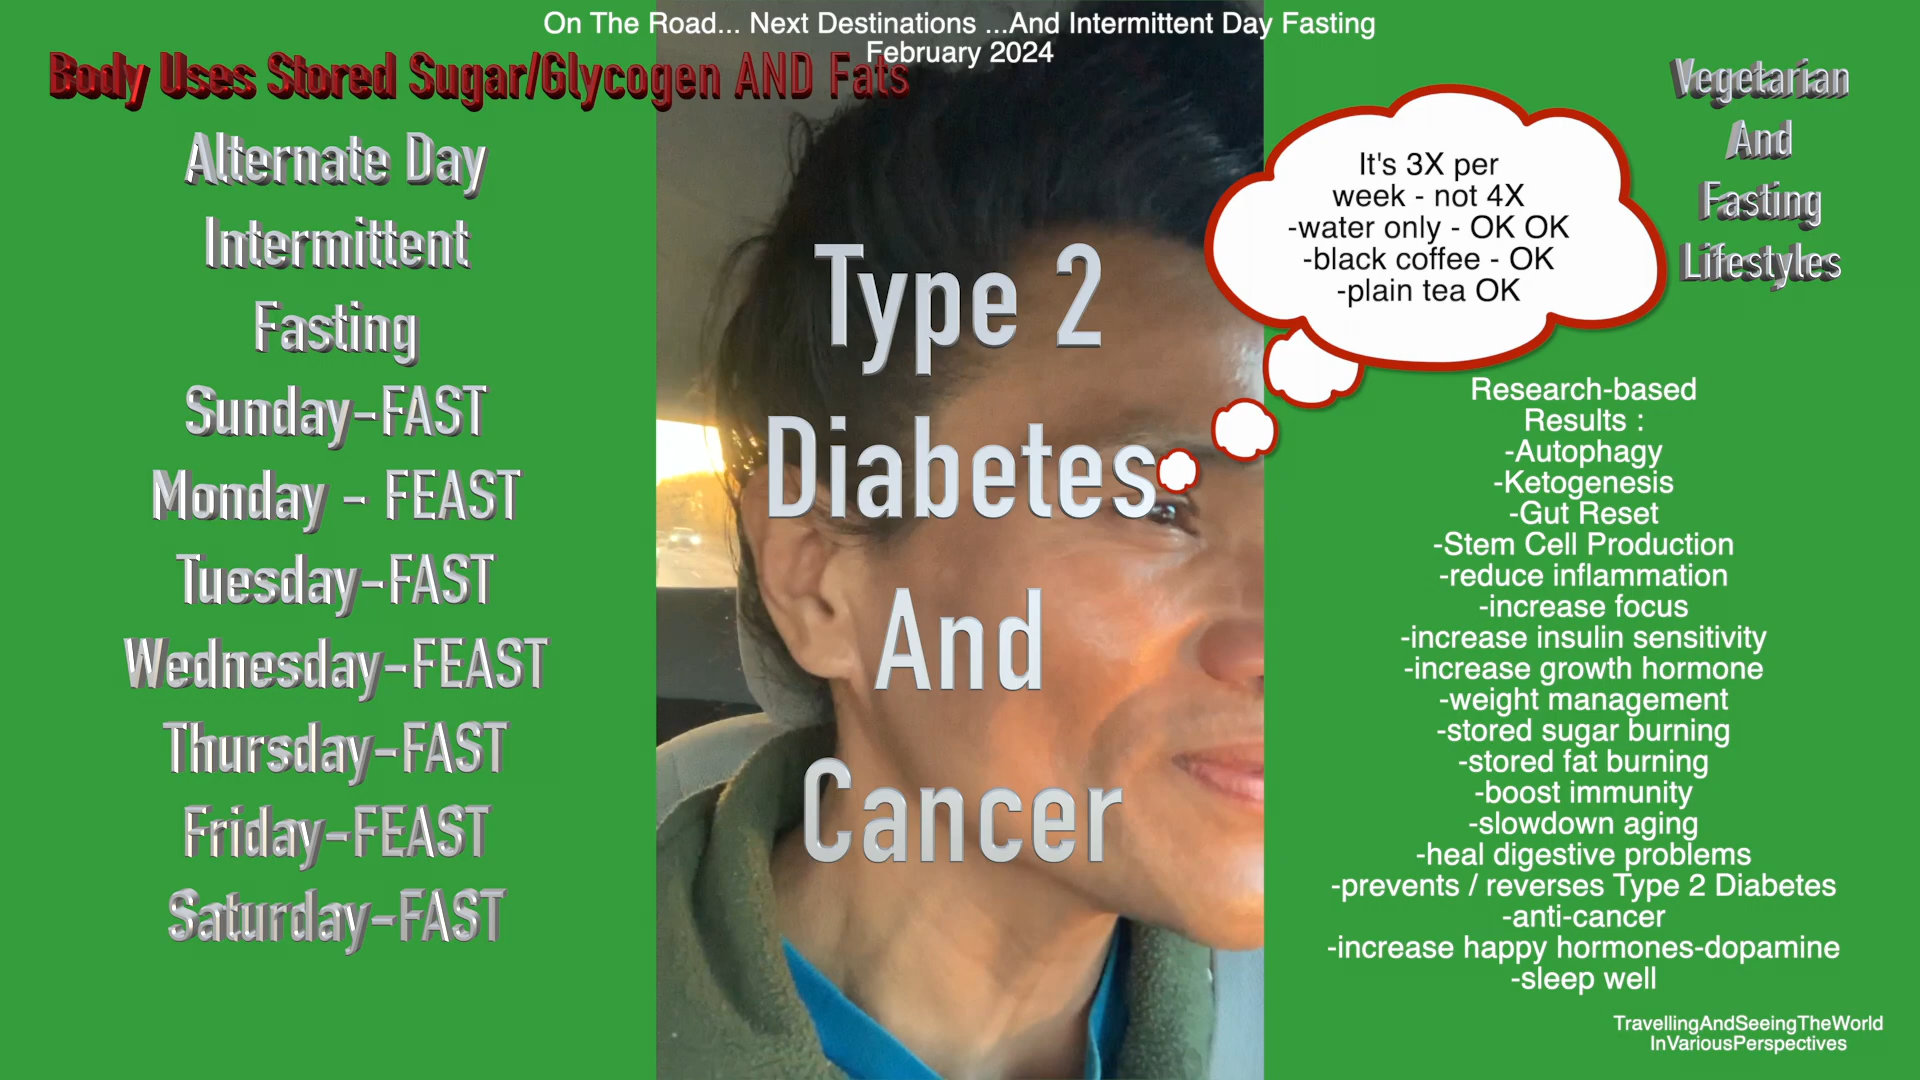 On The Road... Next Destinations ...And Intermittent Day Fasting
February 2024
Body Uses Stored Sugar/Glycogen AND Fats
Alternate Day
Intermittent
Fasting
Sunday-FAST
Monday - FEAST
Tuesday-FAST
Wednesday-FEAST
Thursday-FAST
Friday-FEAST
Saturday-FAST
Type 2
Diabetes
And
Cancer
It's 3X per
week - not 4X
-water only - OK OK
-black coffee - OK
-plain tea OK
Vegetarian
And
Fasting
Lifestyles
Research-based
Results :
-Autophagy
-Ketogenesis
-Gut Reset
-Stem Cell Production
-reduce inflammation
-increase focus
-increase insulin sensitivity
-increase growth hormone
-weight management
-stored sugar burning
-stored fat burning
-boost immunity
-slowdown aging
-heal digestive problems
-prevents / reverses Type 2 Diabetes
-anti-cancer
-increase happy hormones-dopamine
-sleep well
TravellingAndSeeingTheWorld
InVariousPerspectives